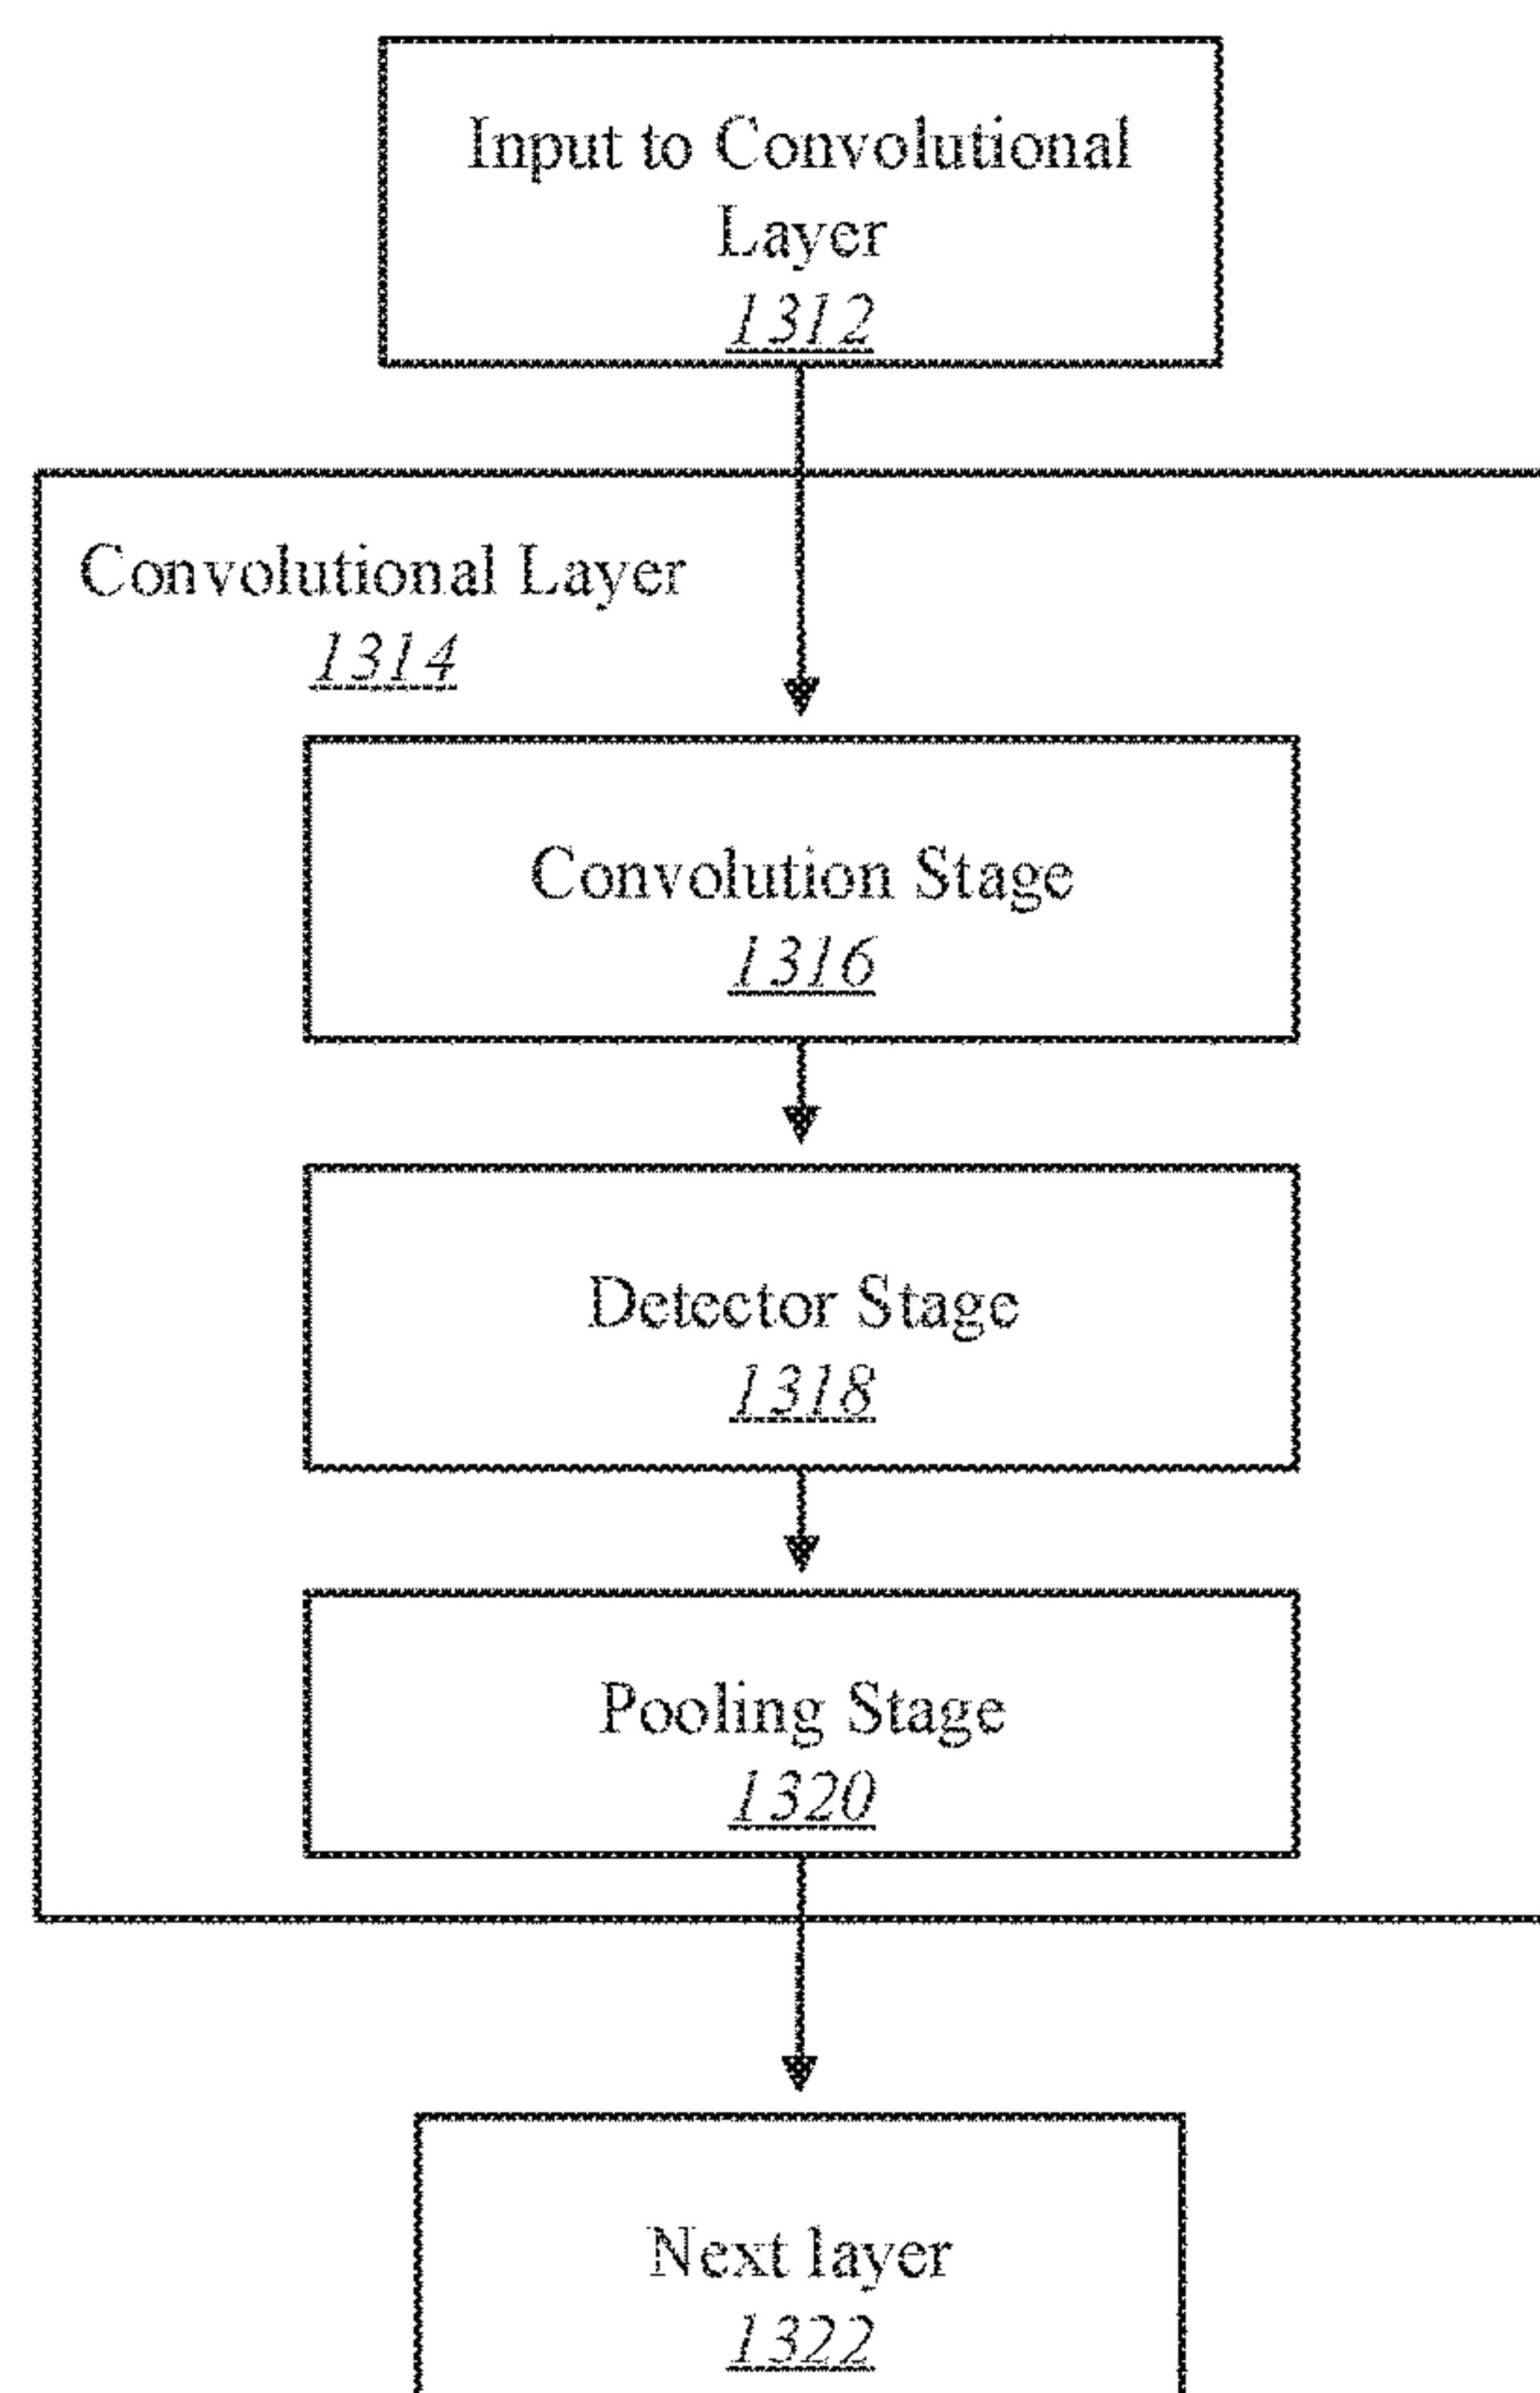 Input to Convolutional
Layer
1312
Convolutional Layer
1314
Convolution Stage
1316
Detector Stage
1318
Pooling Stage
1320
Next layer
1322